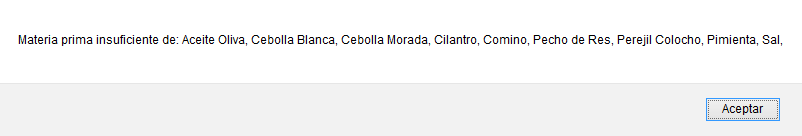 Materia prima insuficiente de: Aceite Oliva, Cebolla Blanca, Cebolla Morada, Cilantro, Comino, Pecho de Res, Perejil Colocho, Pimienta, Sal,
Aceptar